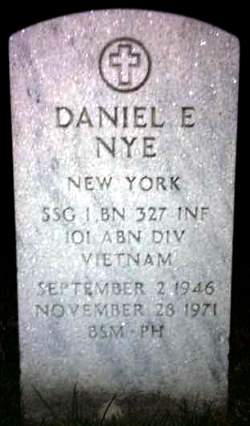 DANIEL E
NYE
NEW YORK
SSG 1 BN 327 INF
101 ABN DIV
VIETNAM
SEPTEMBER 2 1946
NOVEMBER 28 1971
BSM - PH